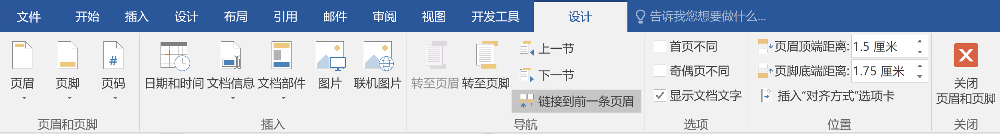 文件 开始 插入 设计 布局 引用 邮件 审阅 视图 开发工具 设计 告诉我您想要做什么...
页眉 页脚 页码
页眉和页脚
日期和时间 文档信息 文档部件 图片 联机图片
插入
转至页眉 转至页脚
上一节
下一节
链接到前一条页眉
导航
首页不同
奇偶页不同
显示文档文字
选项
页眉顶端距离: 1.5 厘米
页脚底端距离: 1.75 厘米
插入“对齐方式”选项卡
位置
关闭
页眉和页脚
关闭